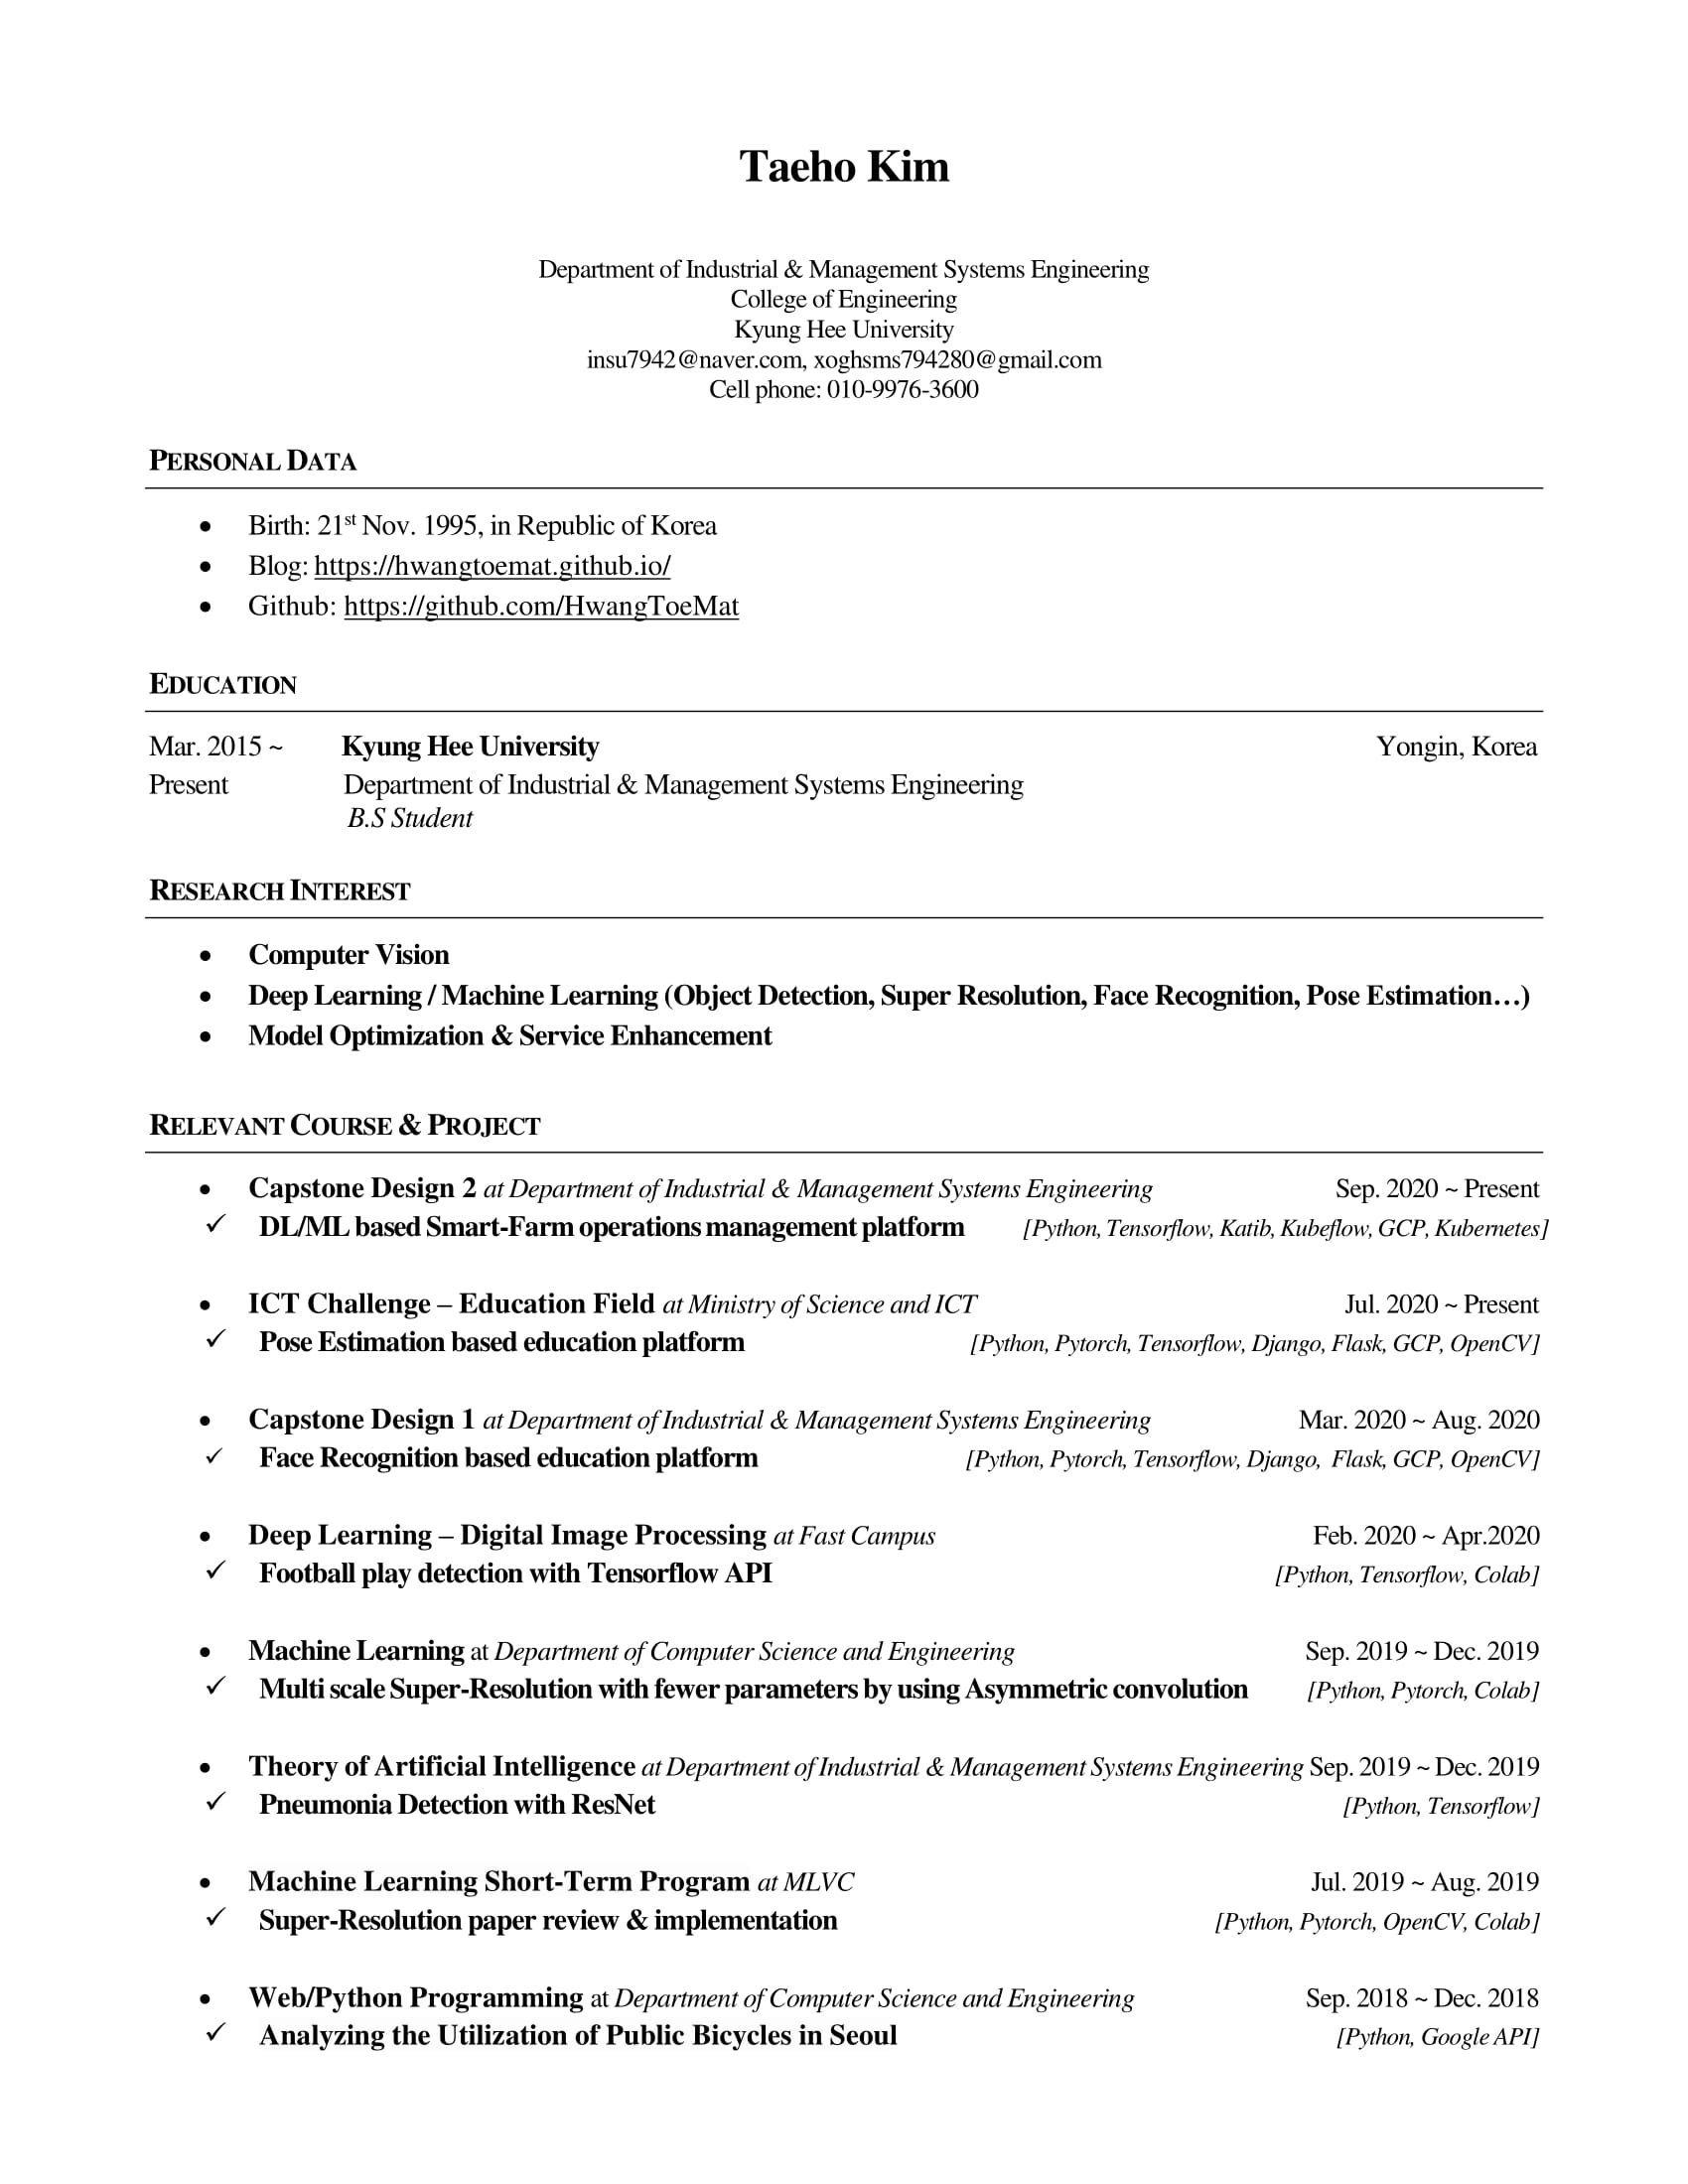 Taeho Kim
Department of Industrial & Management Systems Engineering
College of Engineering
Kyung Hee University
insu7942@naver.com, xoghsms794280@gmail.com
Cell phone: 010-9976-3600
PERSONAL DATA
• Birth: 21st Nov. 1995, in Republic of Korea
• Blog: https://hwangtoemat.github.io/
• Github: https://github.com/HwangToeMat
EDUCATION
Mar. 2015 ~ Kyung Hee University Yongin, Korea
Present Department of Industrial & Management Systems Engineering
B.S Student
RESEARCH INTEREST
• Computer Vision
• Deep Learning / Machine Learning (Object Detection, Super Resolution, Face Recognition, Pose Estimation…)
• Model Optimization & Service Enhancement
RELEVANT COURSE & PROJECT
• Capstone Design 2 at Department of Industrial & Management Systems Engineering Sep. 2020 ~ Present
✓ DL/ML based Smart-Farm operations management platform [Python, Tensorflow, Katib, Kubeflow, GCP, Kubernetes]
• ICT Challenge – Education Field at Ministry of Science and ICT Jul. 2020 ~ Present
✓ Pose Estimation based education platform [Python, Pytorch, Tensorflow, Django, Flask, GCP, OpenCV]
• Capstone Design 1 at Department of Industrial & Management Systems Engineering Mar. 2020 ~ Aug. 2020
✓ Face Recognition based education platform [Python, Pytorch, Tensorflow, Django, Flask, GCP, OpenCV]
• Deep Learning – Digital Image Processing at Fast Campus Feb. 2020 ~ Apr.2020
✓ Football play detection with Tensorflow API [Python, Tensorflow, Colab]
• Machine Learning at Department of Computer Science and Engineering Sep. 2019 ~ Dec. 2019
✓ Multi scale Super-Resolution with fewer parameters by using Asymmetric convolution [Python, Pytorch, Colab]
• Theory of Artificial Intelligence at Department of Industrial & Management Systems Engineering Sep. 2019 ~ Dec. 2019
✓ Pneumonia Detection with ResNet [Python, Tensorflow]
• Machine Learning Short-Term Program at MLVC Jul. 2019 ~ Aug. 2019
✓ Super-Resolution paper review & implementation [Python, Pytorch, OpenCV, Colab]
• Web/Python Programming at Department of Computer Science and Engineering Sep. 2018 ~ Dec. 2018
✓ Analyzing the Utilization of Public Bicycles in Seoul [Python, Google API]